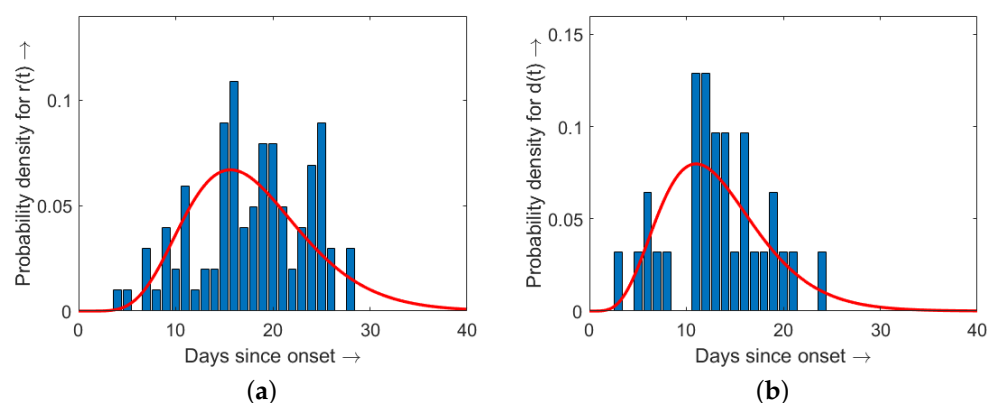 Probability density for r(t) →
0.1
0.05
0
0 10 20 30 40
Days since onset →
(a)
Probability density for d(t) →
0.15
0.1
0.05
0
0 10 20 30 40
Days since onset →
(b)